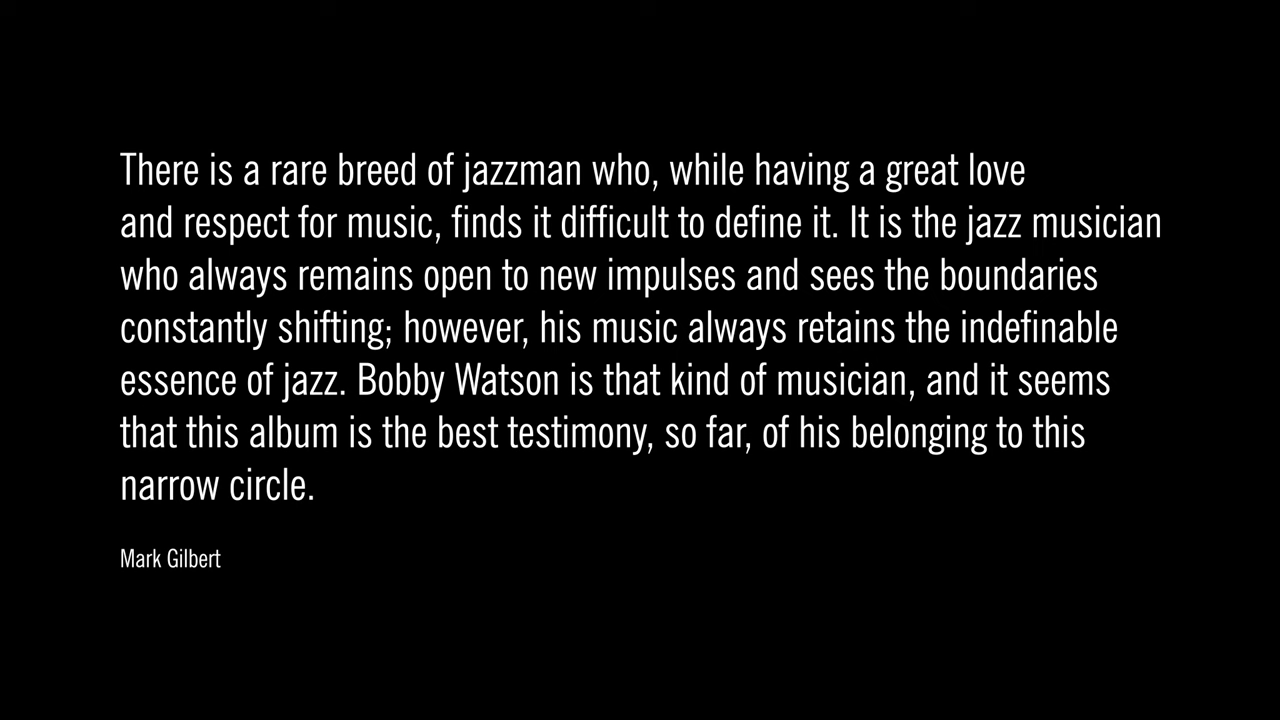 There is a rare breed of jazzman who, while having a great love
and respect for music, finds it difficult to define it. It is the jazz musician
who always remains open to new impulses and sees the boundaries
constantly shifting; however, his music always retains the indefinable
essence of jazz. Bobby Watson is that kind of musician, and it seems
that this album is the best testimony, so far, of his belonging to this
narrow circle.
Mark Gilbert